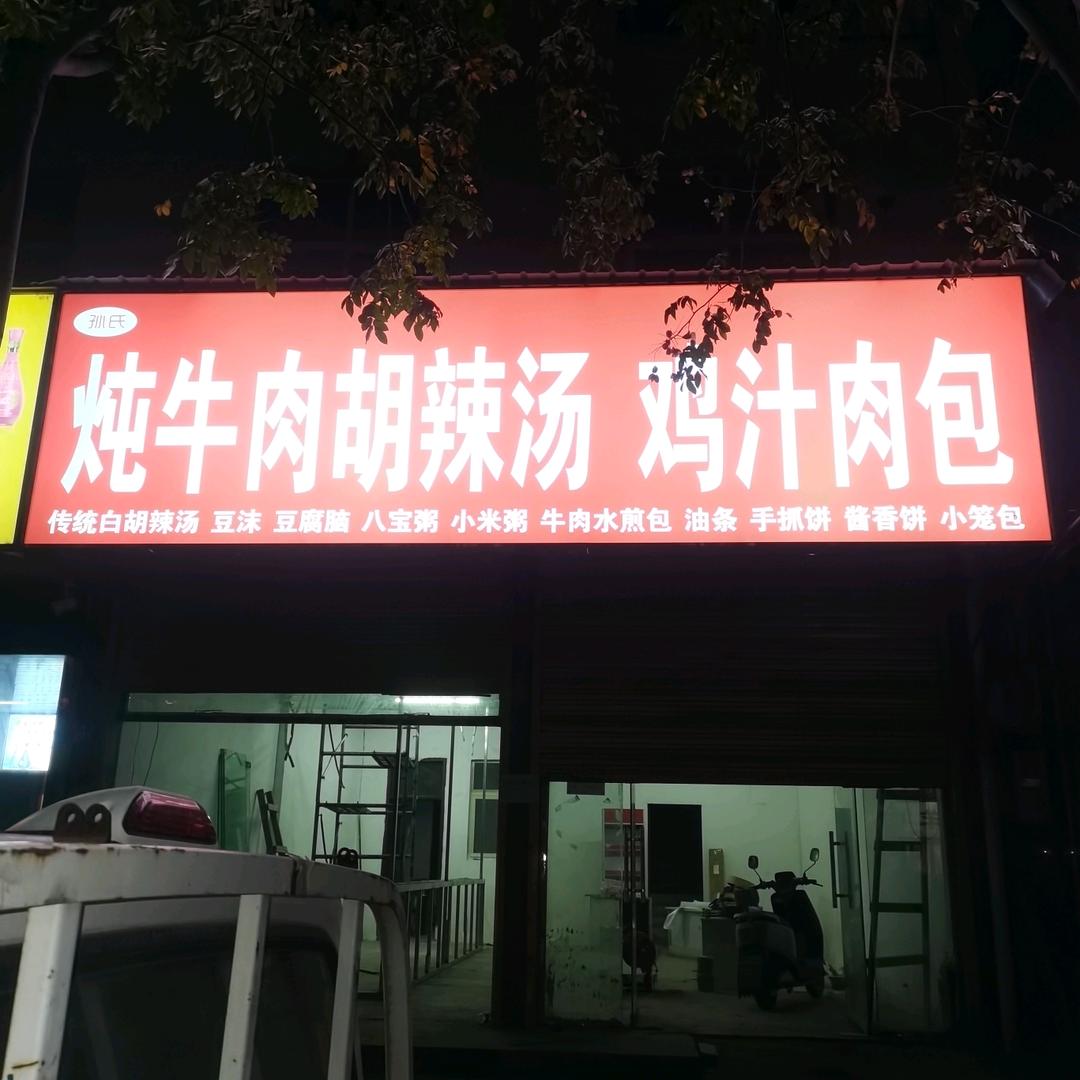 孙氏
炖牛肉胡辣汤 鸡汁肉包
传统白胡辣汤 豆沫 豆腐脑 八宝粥 小米粥 牛肉水煎包 油条 手抓饼 酱香饼 小笼包